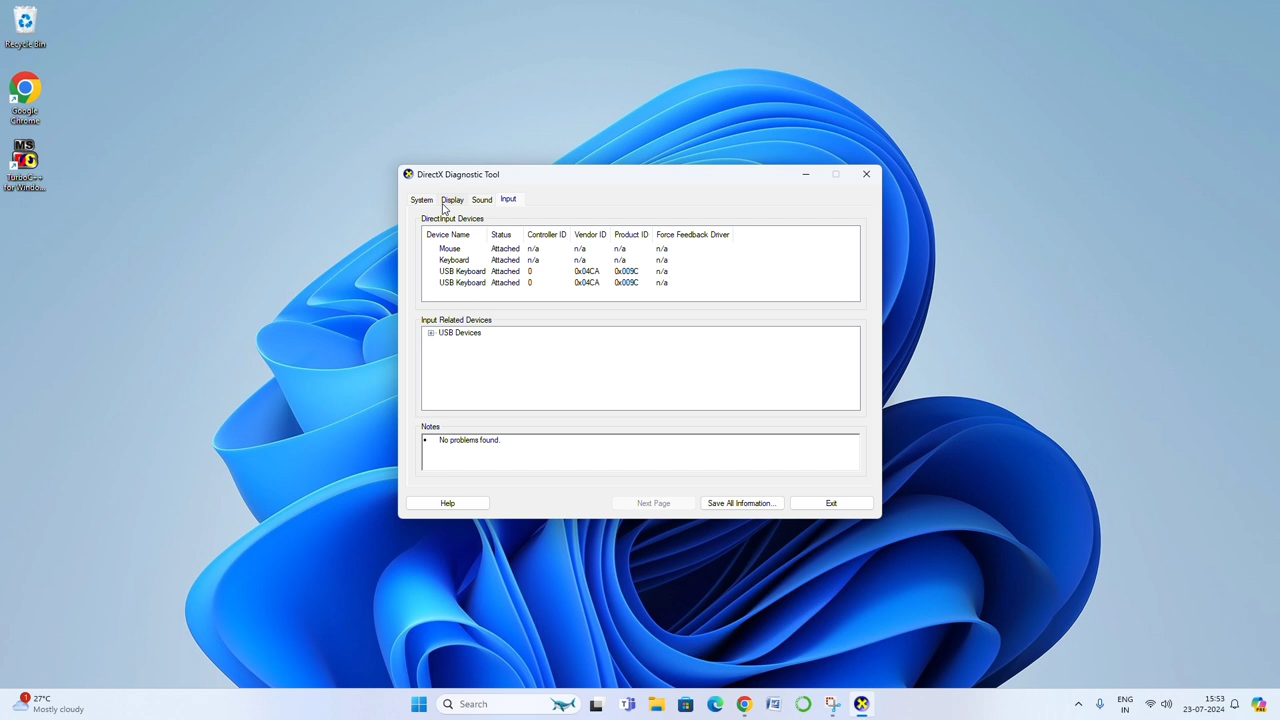 Recycle Bin
Google
Chrome
MS
TC
TurboC++
for Windo...
DirectX Diagnostic Tool
System Display Sound Input
DirectInput Devices
Device Name Status Controller ID Vendor ID Product ID Force Feedback Driver
Mouse Attached n/a n/a n/a n/a
Keyboard Attached n/a n/a n/a n/a
USB Keyboard Attached 0 0x04CA 0x009C n/a
USB Keyboard Attached 0 0x04CA 0x009C n/a
Input Related Devices
USB Devices
Notes
No problems found.
Help Next Page Save All Information... Exit
1
27°C
Mostly cloudy
Search
ENG
IN
15:53
23-07-2024